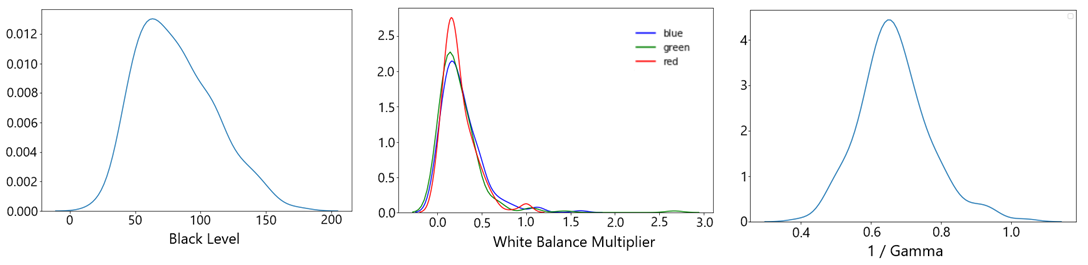 0.012
0.010
0.008
0.006
0.004
0.002
0.000
0 50 100 150 200
Black Level
2.5
2.0
1.5
1.0
0.5
0.0
0.0 0.5 1.0 1.5 2.0 2.5 3.0
White Balance Multiplier
blue
green
red
4
3
2
1
0
0.4 0.6 0.8 1.0
1 / Gamma